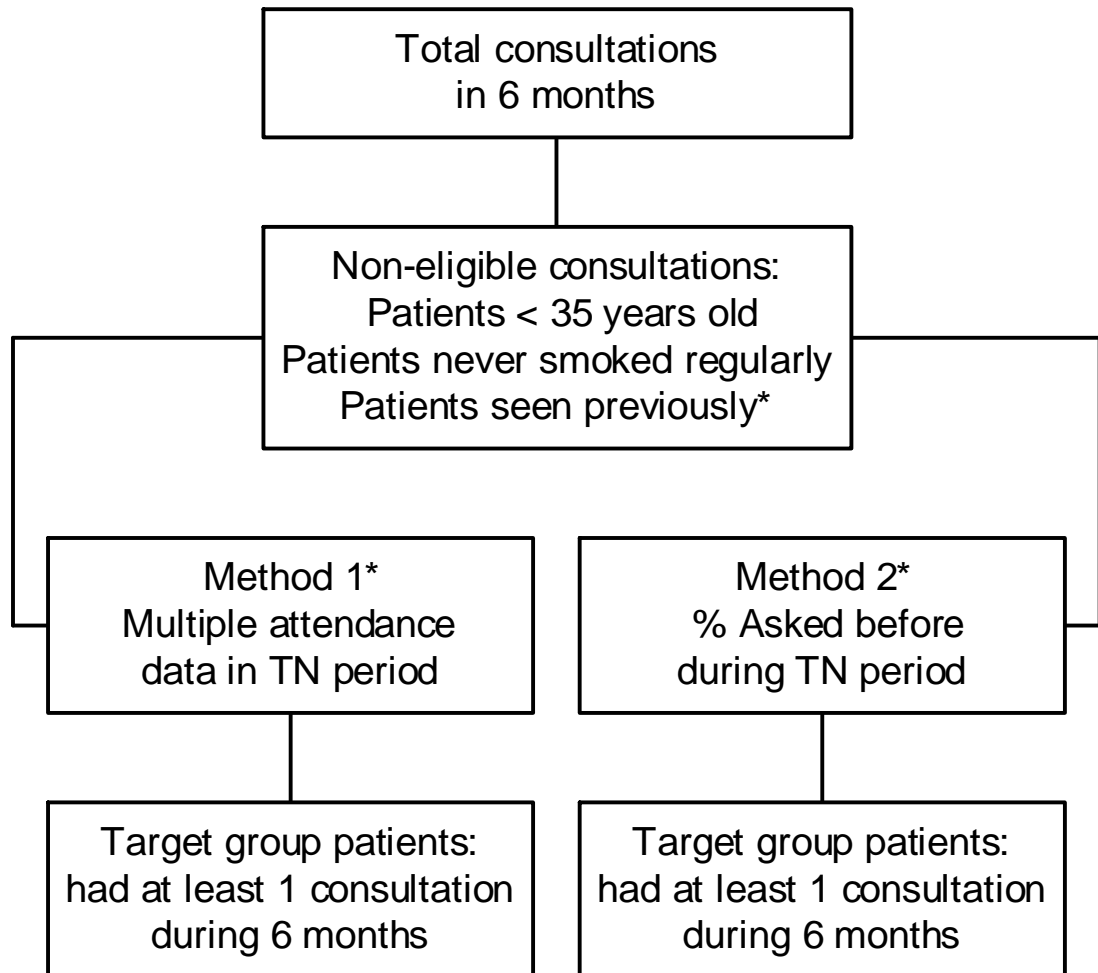 Total consultations
in 6 months
Non-eligible consultations:
Patients < 35 years old
Patients never smoked regularly
Patients seen previously*
Method 1*
Multiple attendance
data in TN period
Method 2*
% Asked before
during TN period
Target group patients:
had at least 1 consultation
during 6 months
Target group patients:
had at least 1 consultation
during 6 months